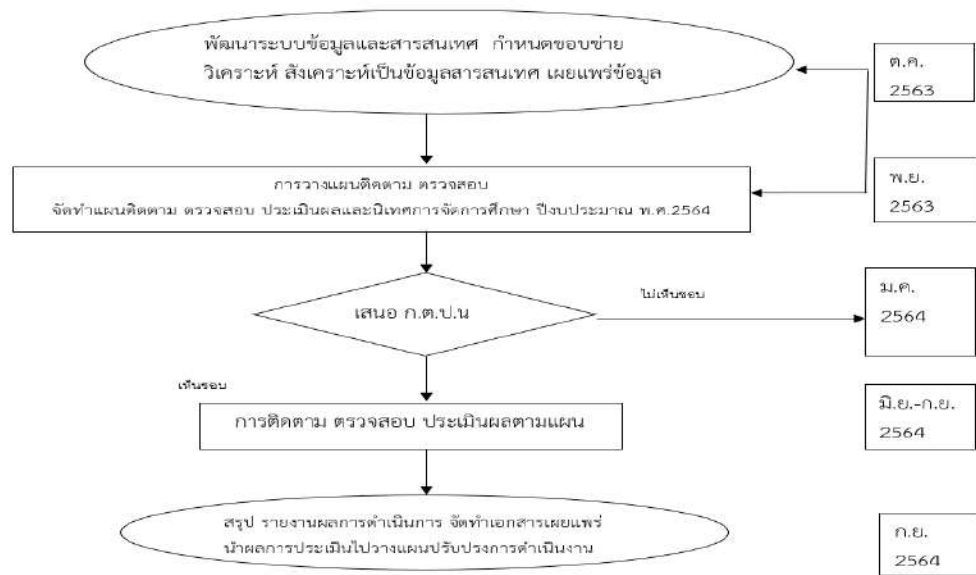 พัฒนาระบบข้อมูลและสารสนเทศ กำหนดขอบข่าย
วิเคราะห์ สังเคราะห์เป็นข้อมูลสารสนเทศ เผยแพร่ข้อมูล
ต.ค.
2563
การวางแผนติดตาม ตรวจสอบ
จัดทำแผนติดตาม ตรวจสอบ ประเมินผลและนิเทศการจัดการศึกษา ปีงบประมาณ พ.ศ.2564
พ.ย.
2563
เสนอ ก.ต.ป.น
ไม่เห็นชอบ
ม.ค.
2564
เห็นชอบ
การติดตาม ตรวจสอบ ประเมินผลตามแผน
มิ.ย.-ก.ย.
2564
สรุป รายงานผลการดำเนินการ จัดทำเอกสารเผยแพร่
นำผลการประเมินไปวางแผนปรับปรุงการดำเนินงาน
ก.ย.
2564